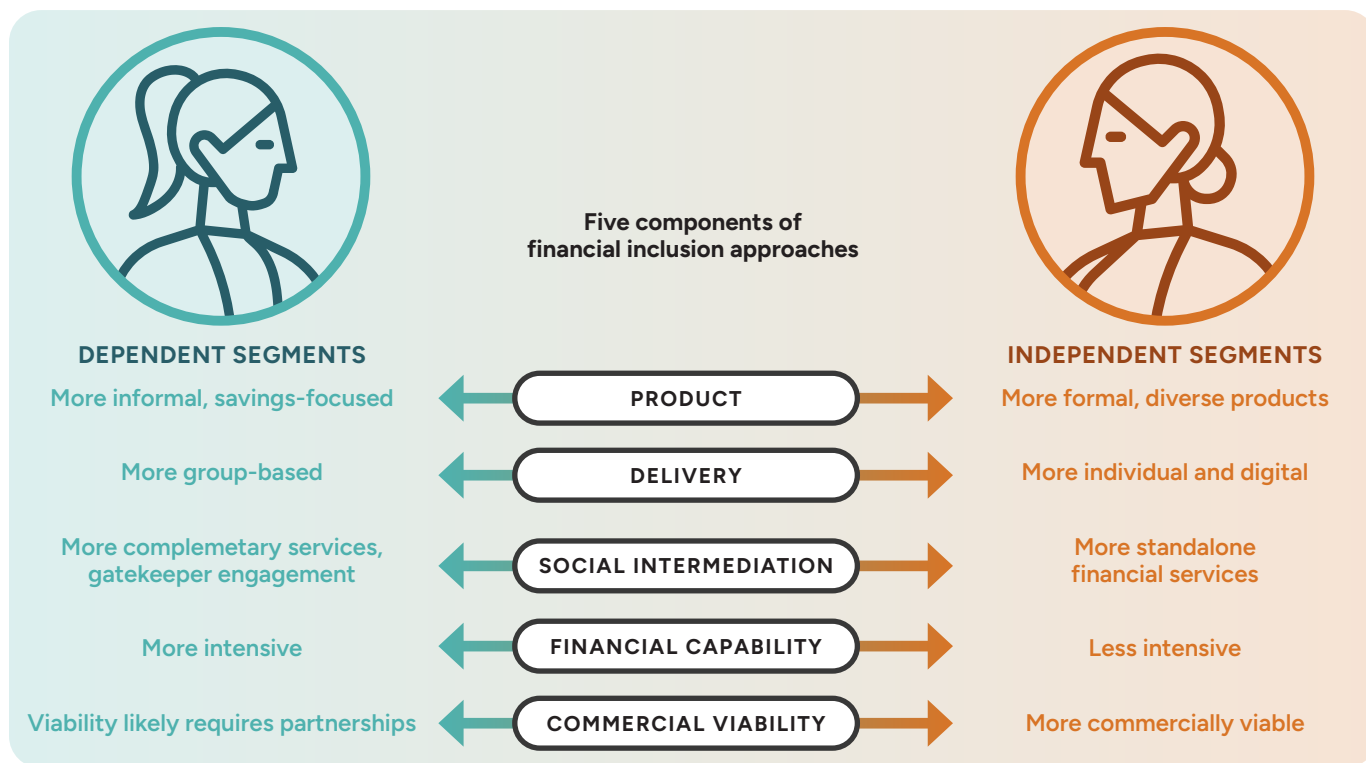 Five components of
financial inclusion approaches
DEPENDENT SEGMENTS
INDEPENDENT SEGMENTS
More informal, savings-focused
PRODUCT
More formal, diverse products
More group-based
DELIVERY
More individual and digital
More complemetary services,
gatekeeper engagement
SOCIAL INTERMEDIATION
More standalone
financial services
More intensive
FINANCIAL CAPABILITY
Less intensive
Viability likely requires partnerships
COMMERCIAL VIABILITY
More commercially viable